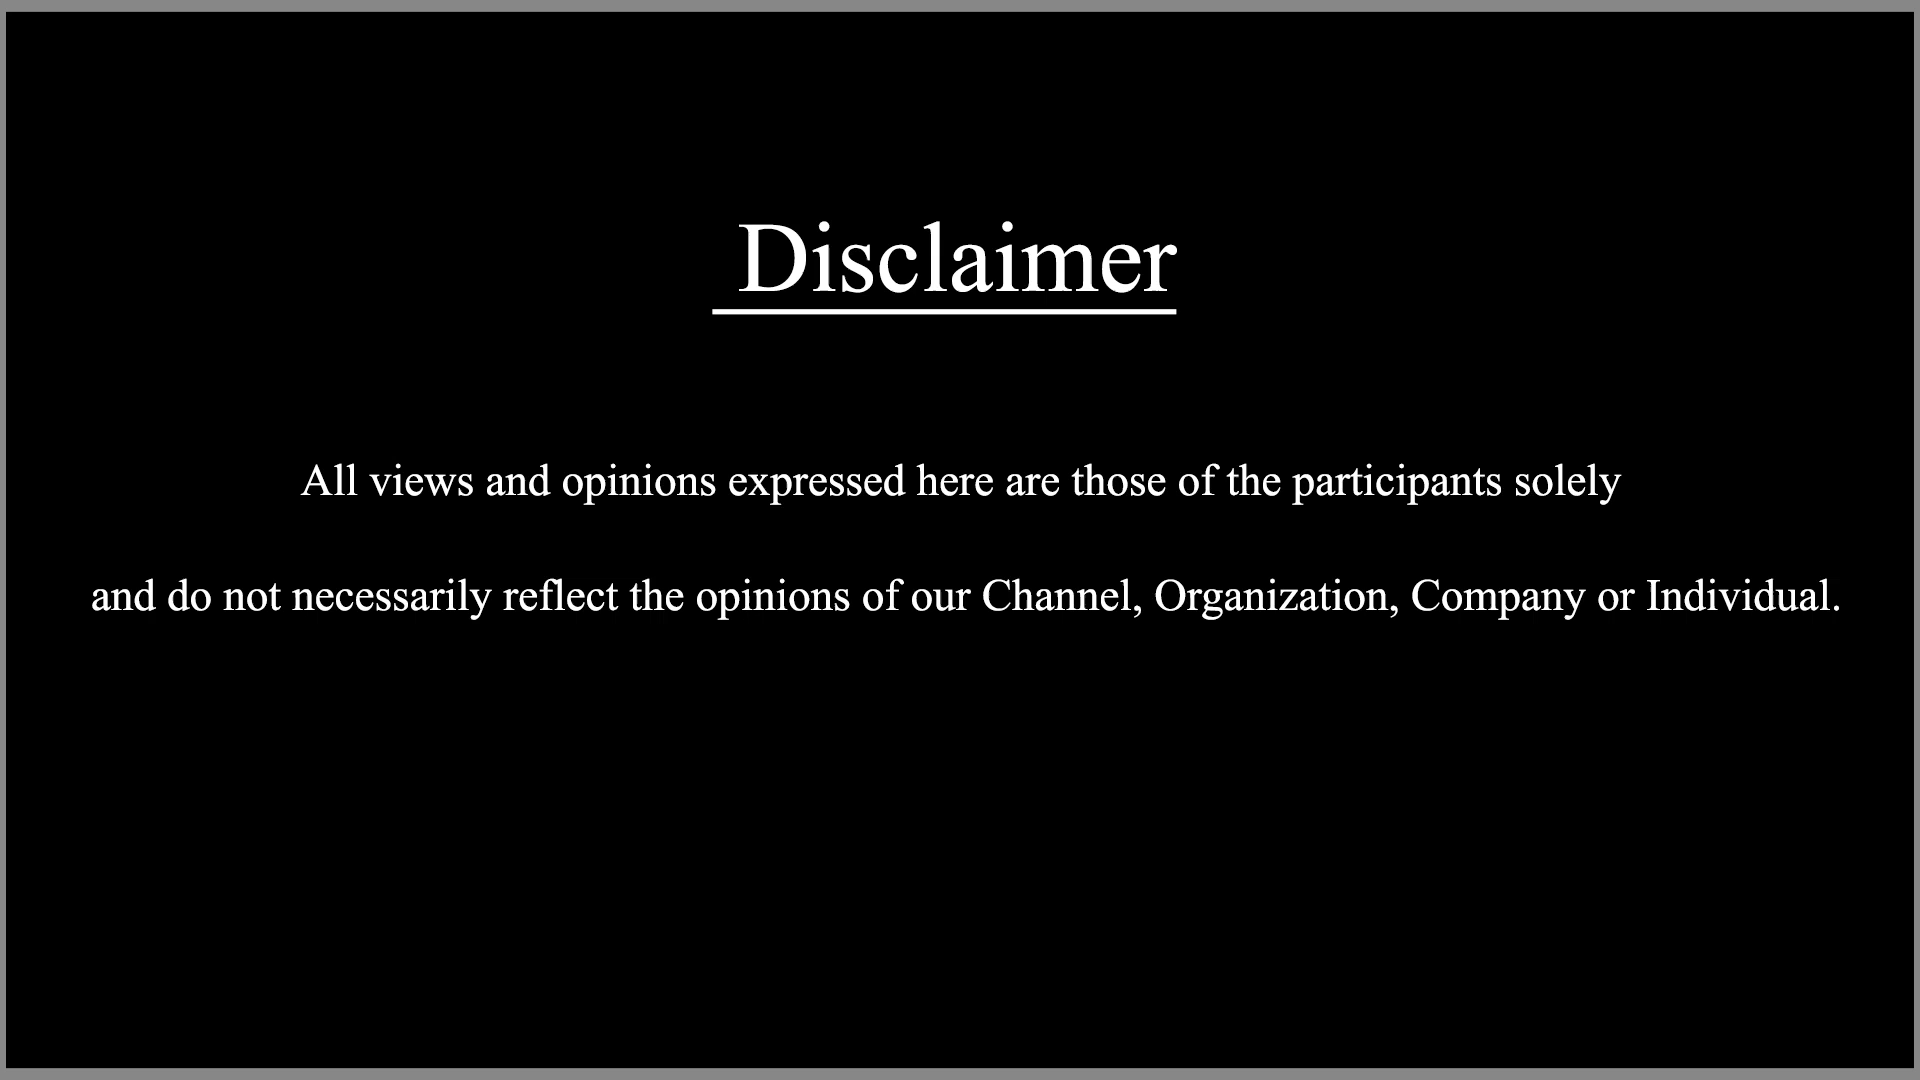 Disclaimer
All views and opinions expressed here are those of the participants solely
and do not necessarily reflect the opinions of our Channel, Organization, Company or Individual.